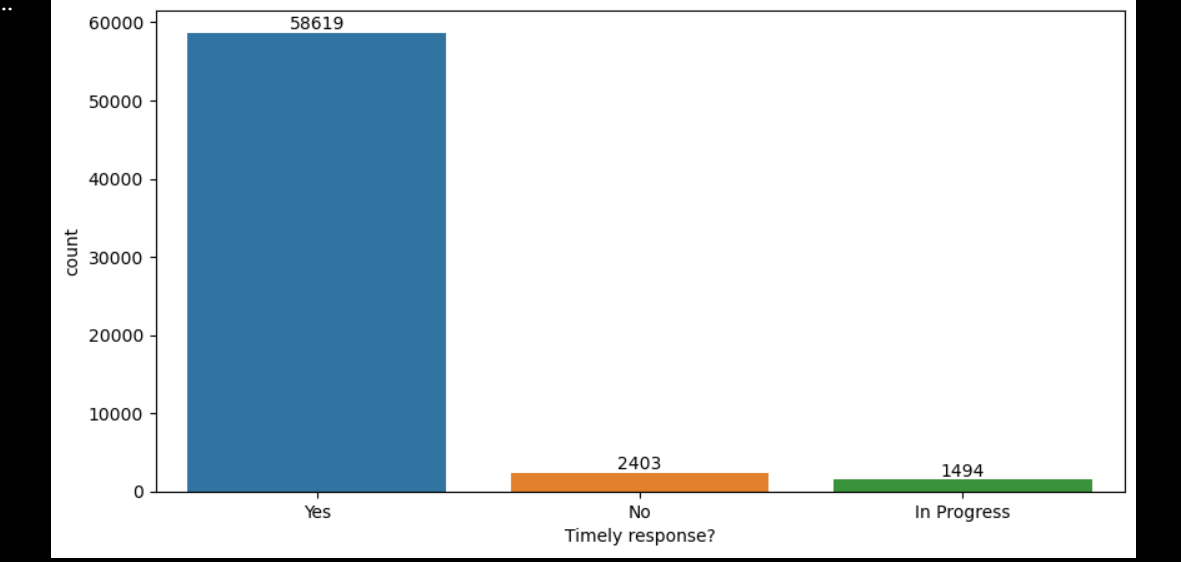 ..
60000
58619
50000
40000
30000
20000
10000
0
count
2403
1494
Yes
No
In Progress
Timely response?